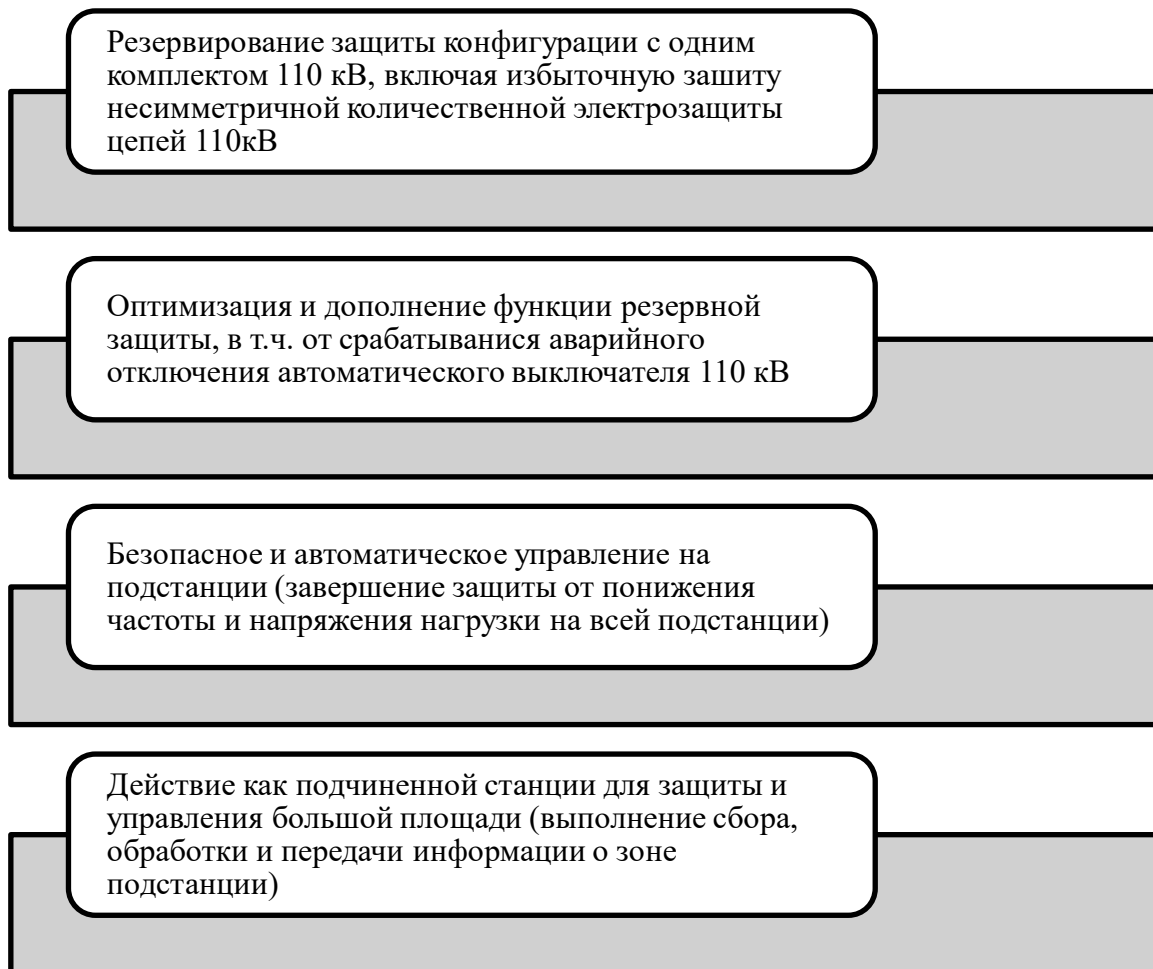 Резервирование защиты конфигурации с одним
комплектом 110 кВ, включая избыточную зашиту
несимметричной количественной электрозащиты
цепей 110кВ
Оптимизация и дополнение функции резервной
защиты, в т.ч. от срабатыванися аварийного
отключения автоматического выключателя 110 кВ
Безопасное и автоматическое управление на
подстанции (завершение защиты от понижения
частоты и напряжения нагрузки на всей подстанции)
Действие как подчиненной станции для защиты и
управления большой площади (выполнение сбора,
обработки и передачи информации о зоне
подстанции)